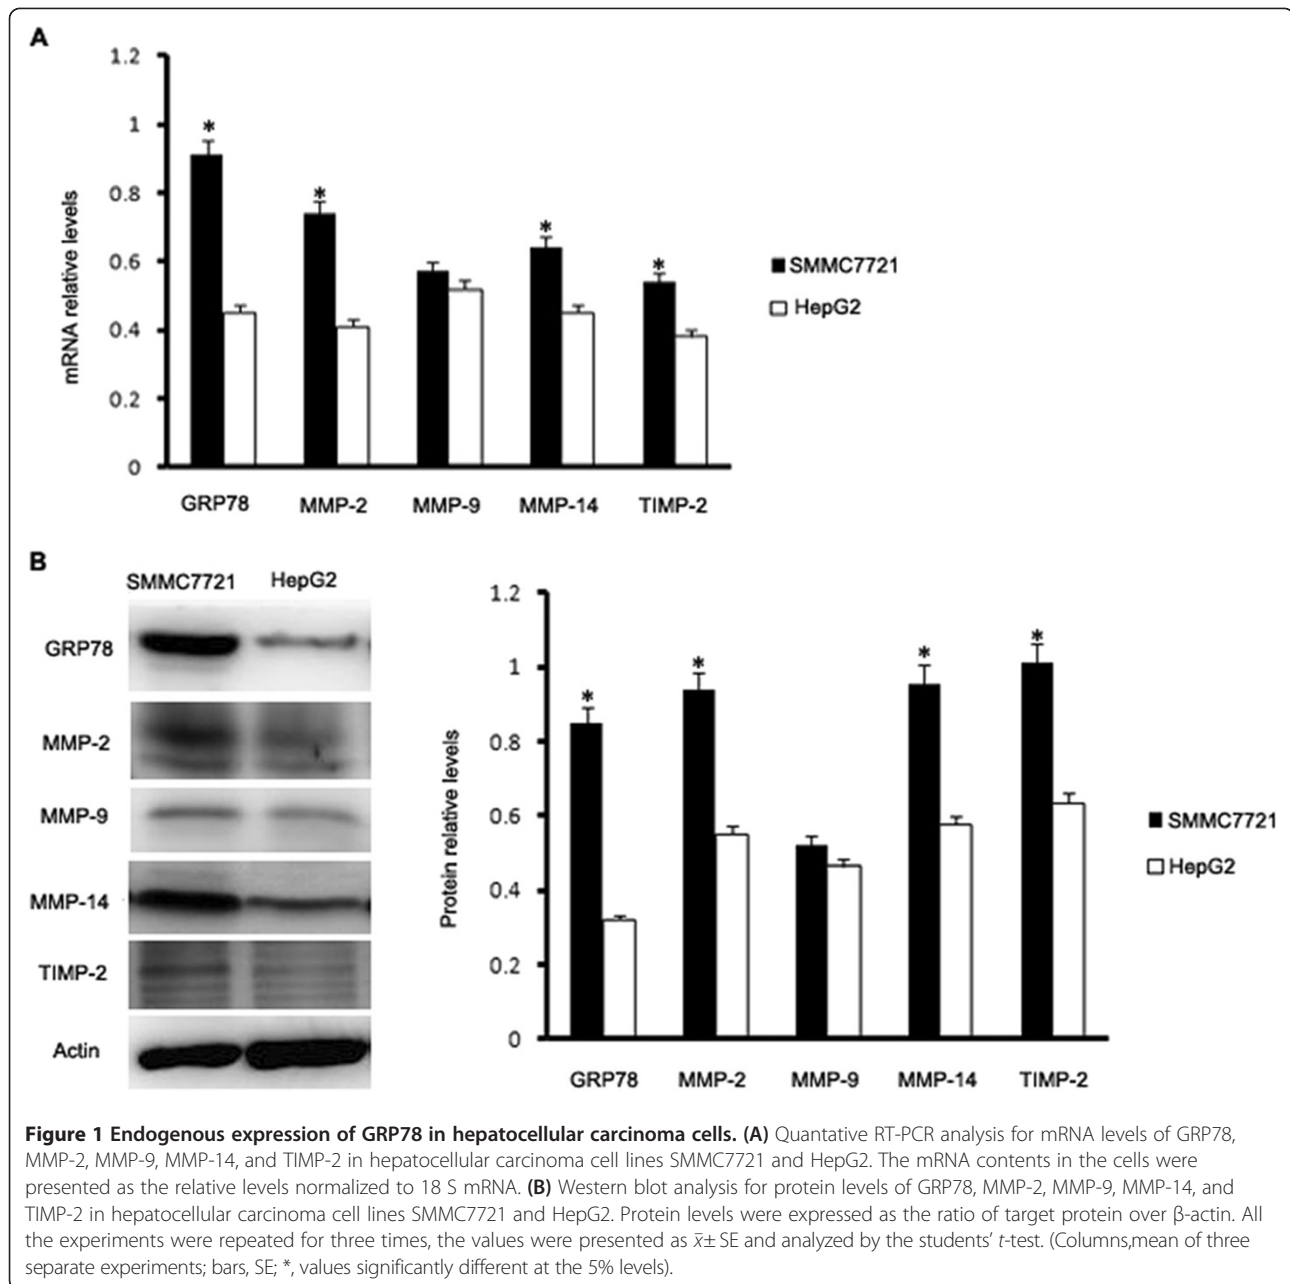 A
1.2
1
0.8
0.6
0.4
0.2
0
mRNA relative levels
* * * *
GRP78 MMP-2 MMP-9 MMP-14 TIMP-2
SMMC7721
HepG2
B
SMMC7721 HepG2
GRP78
MMP-2
MMP-9
MMP-14
TIMP-2
Actin
1.2
1
0.8
0.6
0.4
0.2
0
Protein relative levels
* * * *
GRP78 MMP-2 MMP-9 MMP-14 TIMP-2
SMMC7721
HepG2
Figure 1 Endogenous expression of GRP78 in hepatocellular carcinoma cells. (A) Quantative RT-PCR analysis for mRNA levels of GRP78,
MMP-2, MMP-9, MMP-14, and TIMP-2 in hepatocellular carcinoma cell lines SMMC7721 and HepG2. The mRNA contents in the cells were
presented as the relative levels normalized to 18 S mRNA. (B) Western blot analysis for protein levels of GRP78, MMP-2, MMP-9, MMP-14, and
TIMP-2 in hepatocellular carcinoma cell lines SMMC7721 and HepG2. Protein levels were expressed as the ratio of target protein over β-actin. All
the experiments were repeated for three times, the values were presented as x̄± SE and analyzed by the students' t-test. (Columns,mean of three
separate experiments; bars, SE; *, values significantly different at the 5% levels).